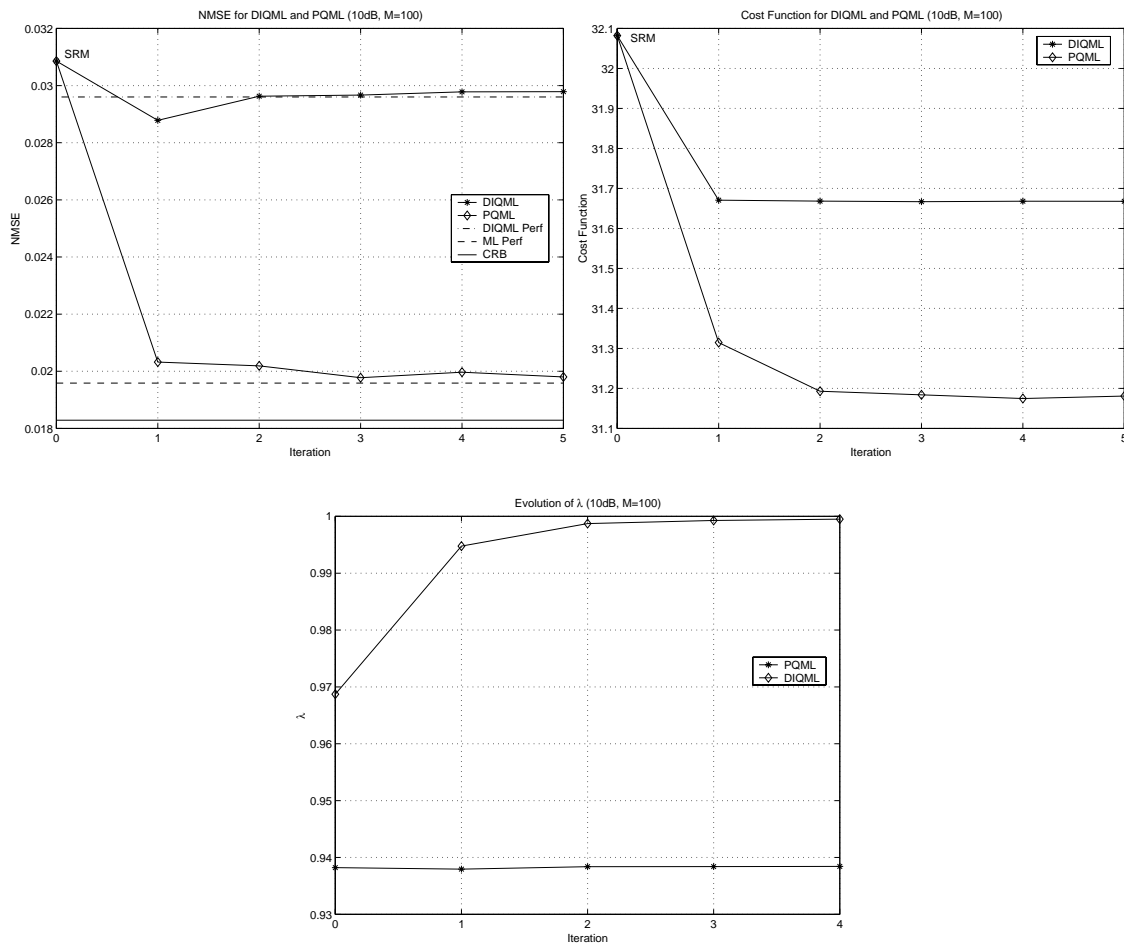 NMSE for DIQML and PQML (10dB, M=100)
0.032
0.03
0.028
0.026
0.024
0.022
0.02
0.018
NMSE
SRM
DIQML
PQML
DIQML Perf
ML Perf
CRB
0 1 2 3 4 5
Iteration
Cost Function for DIQML and PQML (10dB, M=100)
32.1
32
31.9
31.8
31.7
31.6
31.5
31.4
31.3
31.2
31.1
Cost Function
SRM
DIQML
PQML
0 1 2 3 4 5
Iteration
Evolution of λ (10dB, M=100)
1
0.99
0.98
0.97
0.96
0.95
0.94
0.93
λ
PQML
DIQML
0 1 2 3 4
Iteration